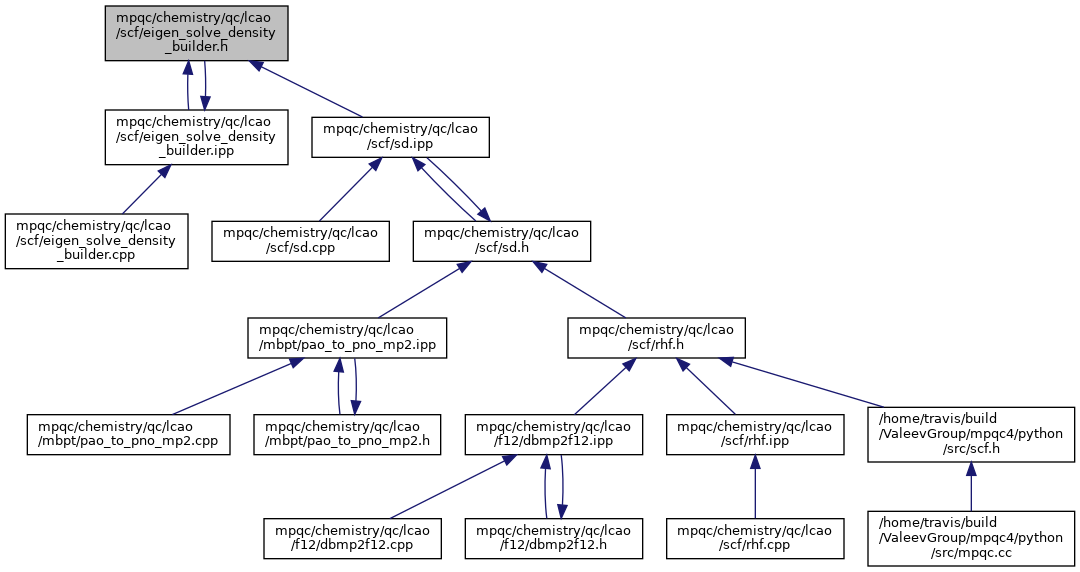 mpqc/chemistry/qc/lcao
/scf/eigen_solve_density
_builder.h
mpqc/chemistry/qc/lcao
/scf/eigen_solve_density
_builder.ipp
mpqc/chemistry/qc/lcao
/scf/sd.ipp
mpqc/chemistry/qc/lcao
/scf/eigen_solve_density
_builder.cpp
mpqc/chemistry/qc/lcao
/scf/sd.cpp
mpqc/chemistry/qc/lcao
/scf/sd.h
mpqc/chemistry/qc/lcao
/mbpt/pao_to_pno_mp2.ipp
mpqc/chemistry/qc/lcao
/scf/rhf.h
mpqc/chemistry/qc/lcao
/mbpt/pao_to_pno_mp2.cpp
mpqc/chemistry/qc/lcao
/mbpt/pao_to_pno_mp2.h
mpqc/chemistry/qc/lcao
/f12/dbmp2f12.ipp
mpqc/chemistry/qc/lcao
/scf/rhf.ipp
/home/travis/build
/ValeevGroup/mpqc4/python
/src/scf.h
mpqc/chemistry/qc/lcao
/f12/dbmp2f12.cpp
mpqc/chemistry/qc/lcao
/f12/dbmp2f12.h
mpqc/chemistry/qc/lcao
/scf/rhf.cpp
/home/travis/build
/ValeevGroup/mpqc4/python
/src/mpqc.cc